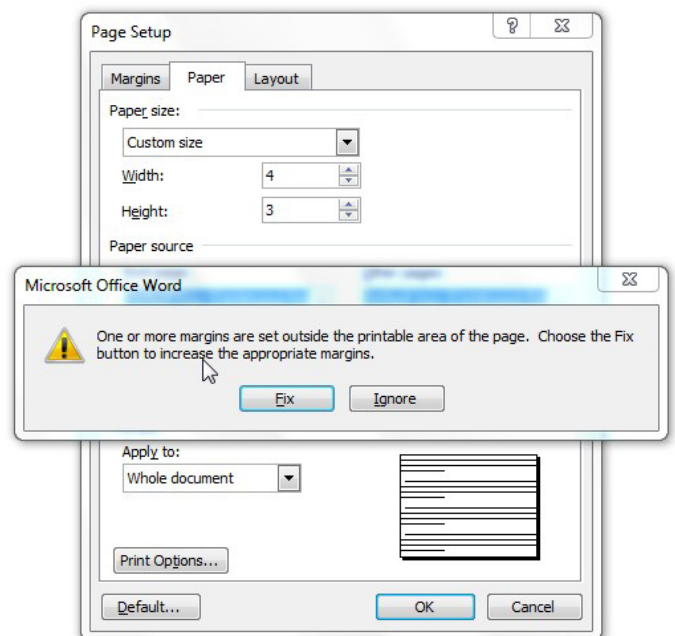 Page Setup
Margins
Paper
Layout
Paper size:
Custom size
Width:
4
Height:
3
Paper source
Microsoft Office Word
One or more margins are set outside the printable area of the page. Choose the Fix
button to increase the appropriate margins.
Fix
Ignore
Apply to:
Whole document
Print Options...
Default...
OK
Cancel